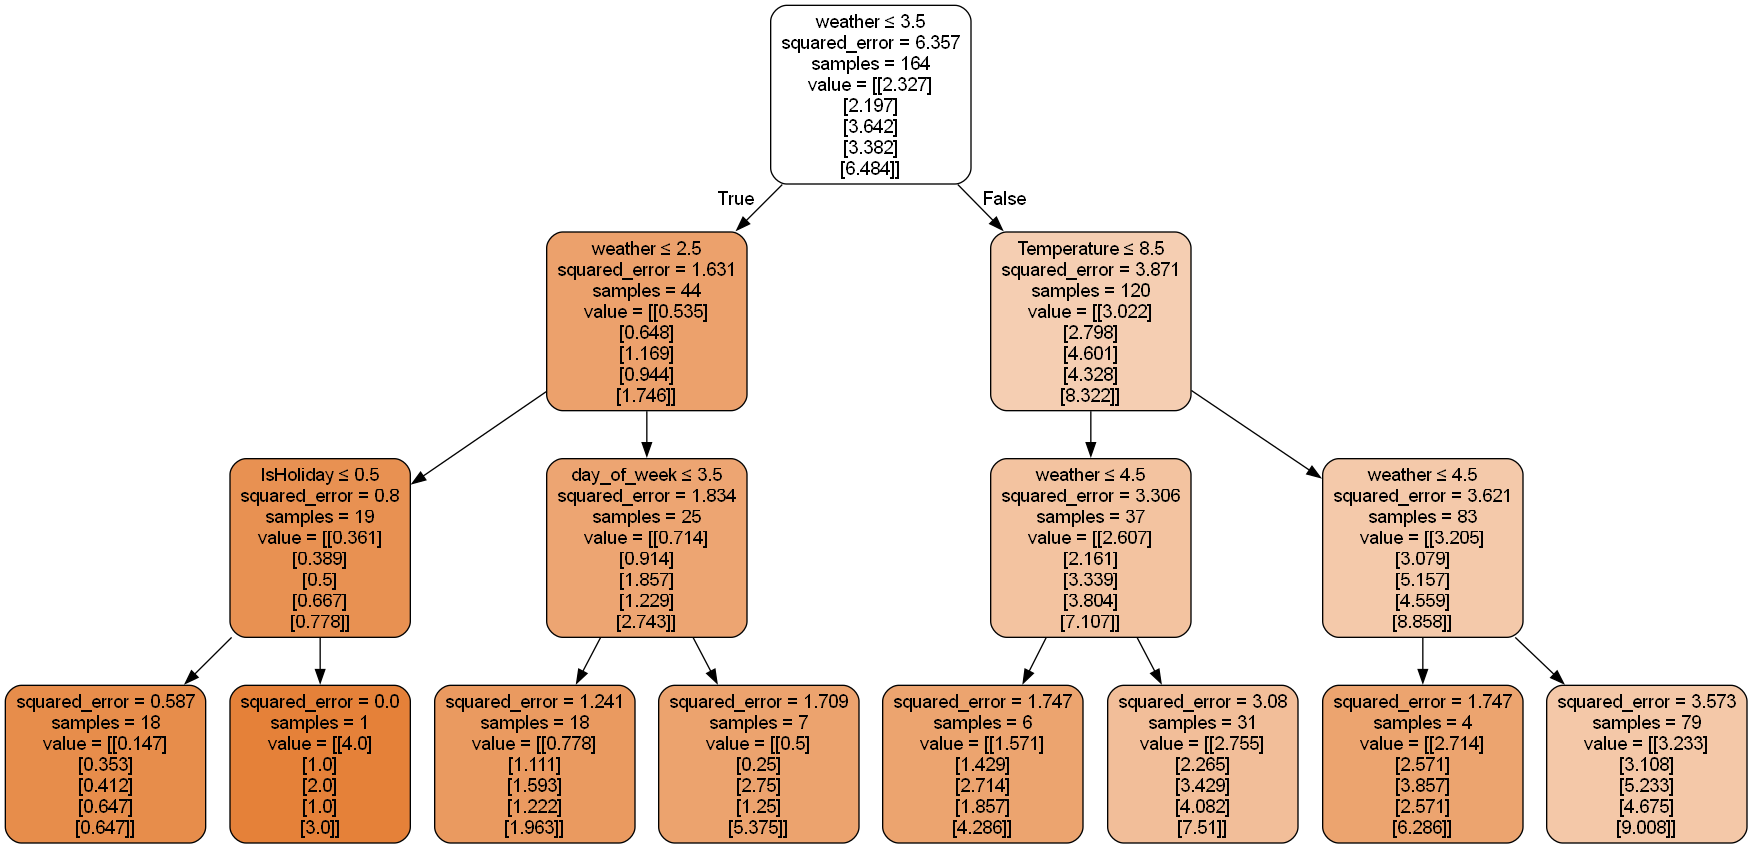 weather ≤ 3.5
squared_error = 6.357
samples = 164
value = [[2.327]
[2.197]
[3.642]
[3.382]
[6.484]]
True
False
weather ≤ 2.5
squared_error = 1.631
samples = 44
value = [[0.535]
[0.648]
[1.169]
[0.944]
[1.746]]
Temperature ≤ 8.5
squared_error = 3.871
samples = 120
value = [[3.022]
[2.798]
[4.601]
[4.328]
[8.322]]
IsHoliday ≤ 0.5
squared_error = 0.8
samples = 19
value = [[0.361]
[0.389]
[0.5]
[0.667]
[0.778]]
day_of_week ≤ 3.5
squared_error = 1.834
samples = 25
value = [[0.714]
[0.914]
[1.857]
[1.229]
[2.743]]
weather ≤ 4.5
squared_error = 3.306
samples = 37
value = [[2.607]
[2.161]
[3.339]
[3.804]
[7.107]]
weather ≤ 4.5
squared_error = 3.621
samples = 83
value = [[3.205]
[3.079]
[5.157]
[4.559]
[8.858]]
squared_error = 0.587
samples = 18
value = [[0.147]
[0.353]
[0.412]
[0.647]
[0.647]]
squared_error = 0.0
samples = 1
value = [[4.0]
[1.0]
[2.0]
[1.0]
[3.0]]
squared_error = 1.241
samples = 18
value = [[0.778]
[1.111]
[1.593]
[1.222]
[1.963]]
squared_error = 1.709
samples = 7
value = [[0.5]
[0.25]
[2.75]
[1.25]
[5.375]]
squared_error = 1.747
samples = 6
value = [[1.571]
[1.429]
[2.714]
[1.857]
[4.286]]
squared_error = 3.08
samples = 31
value = [[2.755]
[2.265]
[3.429]
[4.082]
[7.51]]
squared_error = 1.747
samples = 4
value = [[2.714]
[2.571]
[3.857]
[2.571]
[6.286]]
squared_error = 3.573
samples = 79
value = [[3.233]
[3.108]
[5.233]
[4.675]
[9.008]]